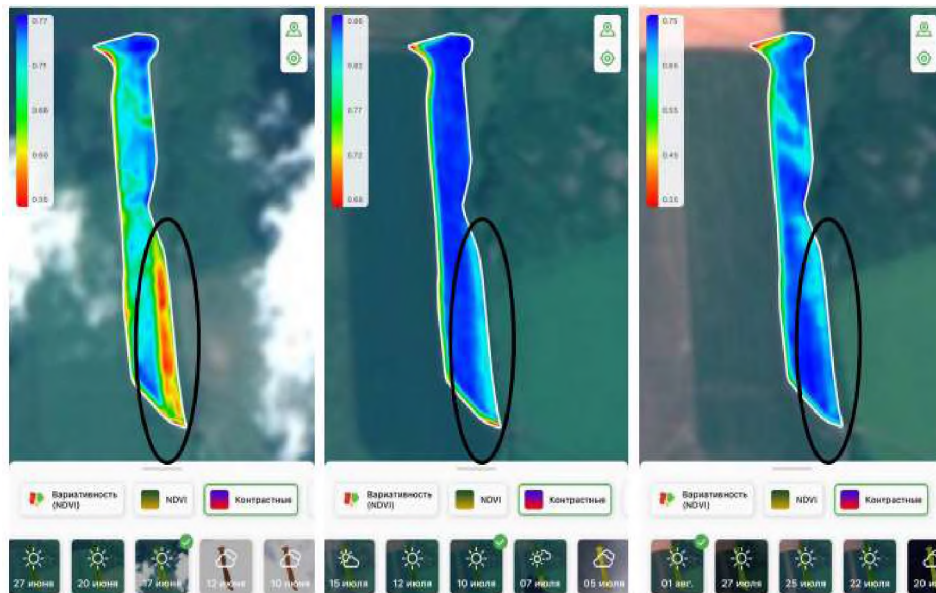 0.77
0.71
0.66
0.60
0.55
Вариативность
(NDVI)
NDVI
Контрастные
27 июня
20 июня
17 июня
12 июня
10 июня
0.86
0.82
0.77
0.72
0.68
Вариативность
(NDVI)
NDVI
Контрастные
15 июля
12 июля
10 июля
07 июля
05 июля
0.75
0.65
0.55
0.45
0.35
Вариативность
(NDVI)
NDVI
Контрастные
01 авг.
27 июля
25 июля
22 июля
20 ию